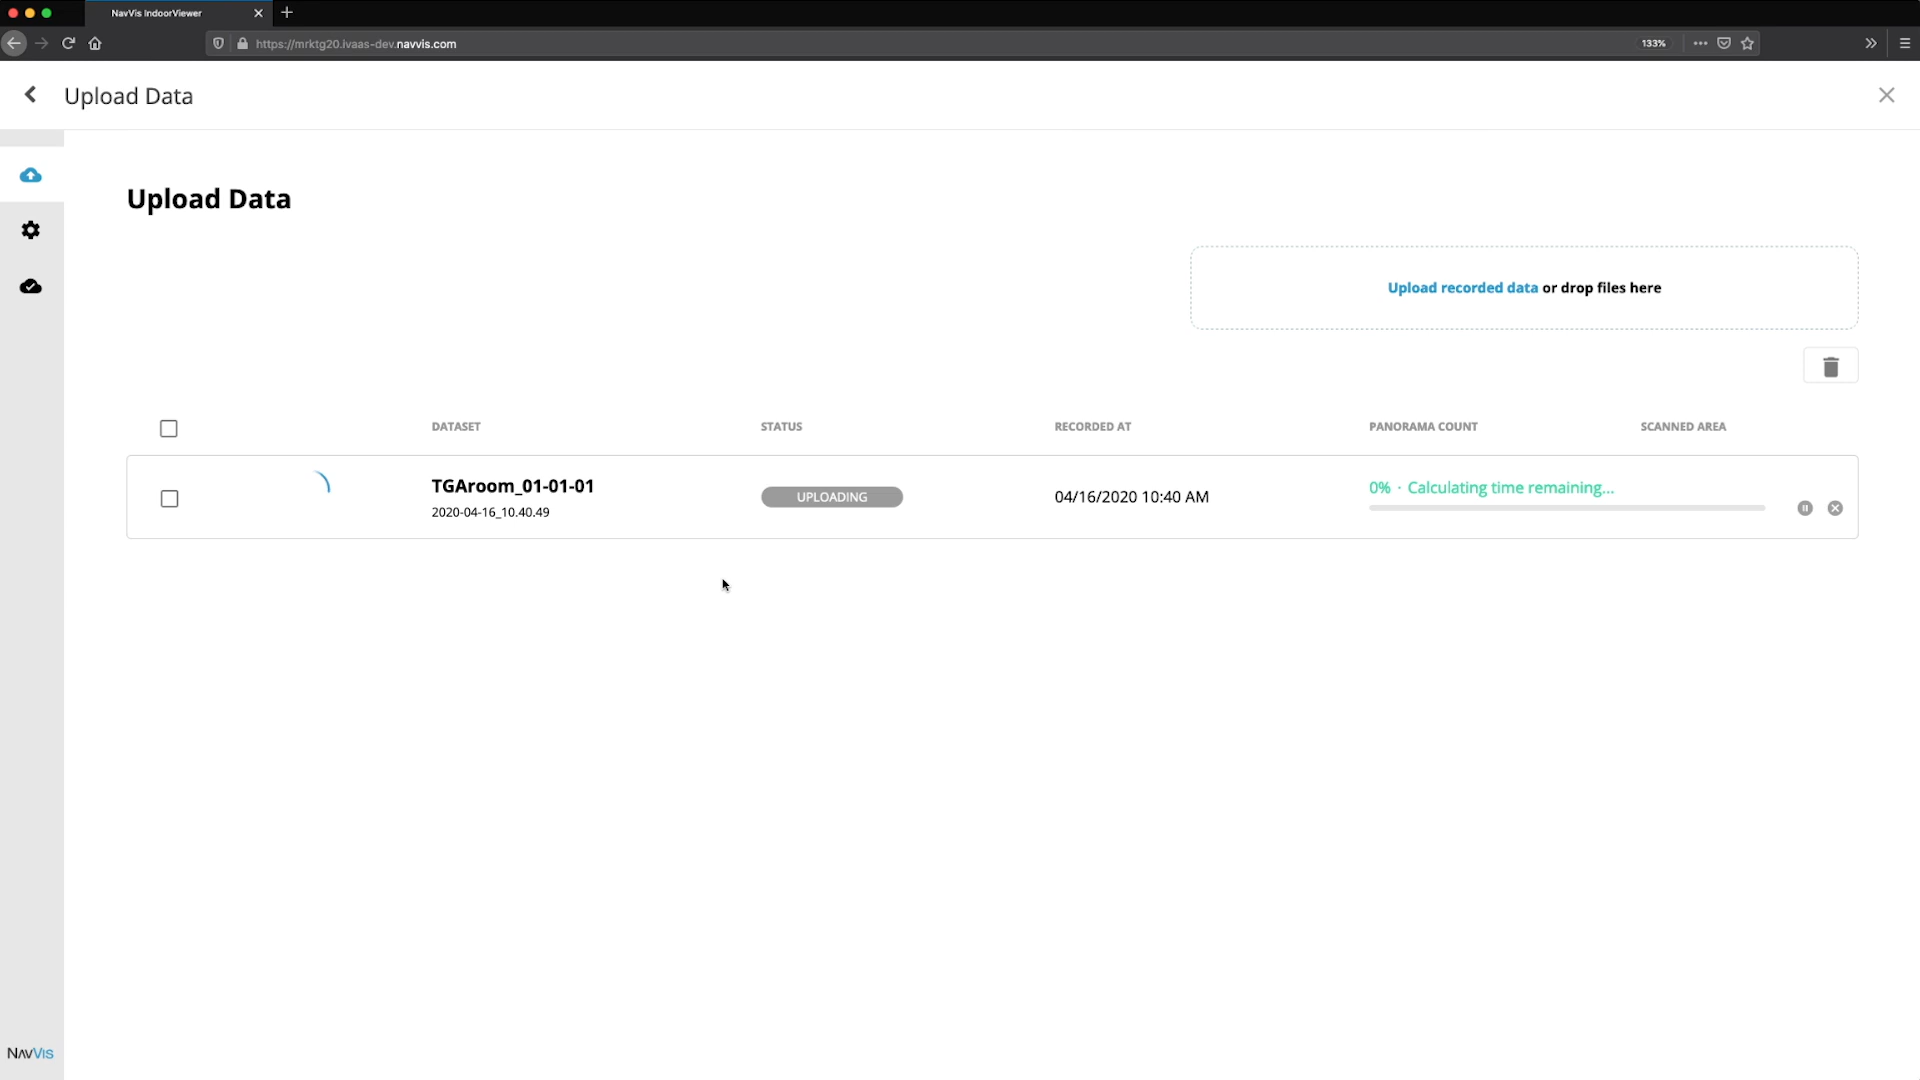 NavVis IndoorViewer
https://mrktg20.ivaas-dev.navvis.com
133%
Upload Data
Upload Data
Upload recorded data or drop files here
DATASET STATUS RECORDED AT PANORAMA COUNT SCANNED AREA
TGAroom_01-01-01
2020-04-16_10.40.49
UPLOADING
04/16/2020 10:40 AM
0% · Calculating time remaining...
NAVVIS